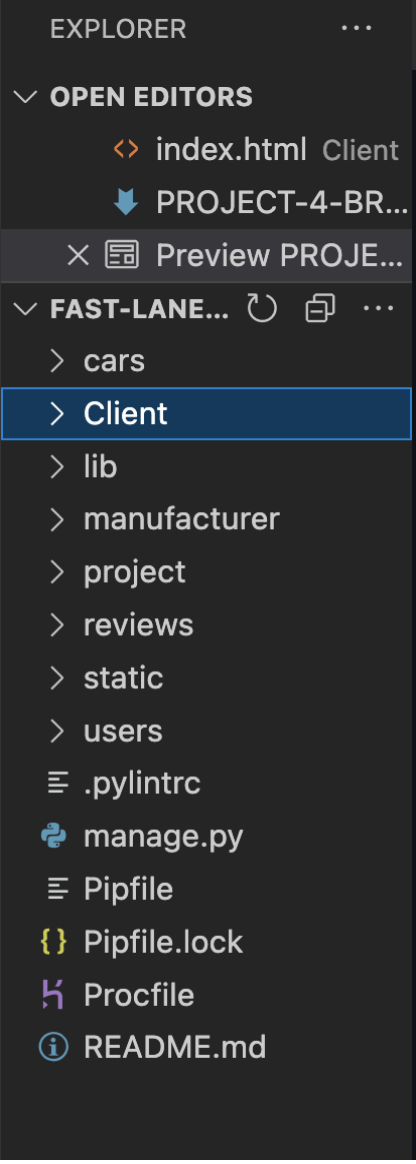 EXPLORER ···
OPEN EDITORS
<> index.html Client
PROJECT-4-BR...
Preview PROJE...
FAST-LANE... ···
cars
Client
lib
manufacturer
project
reviews
static
users
.pylintrc
manage.py
Pipfile
{} Pipfile.lock
Procfile
README.md